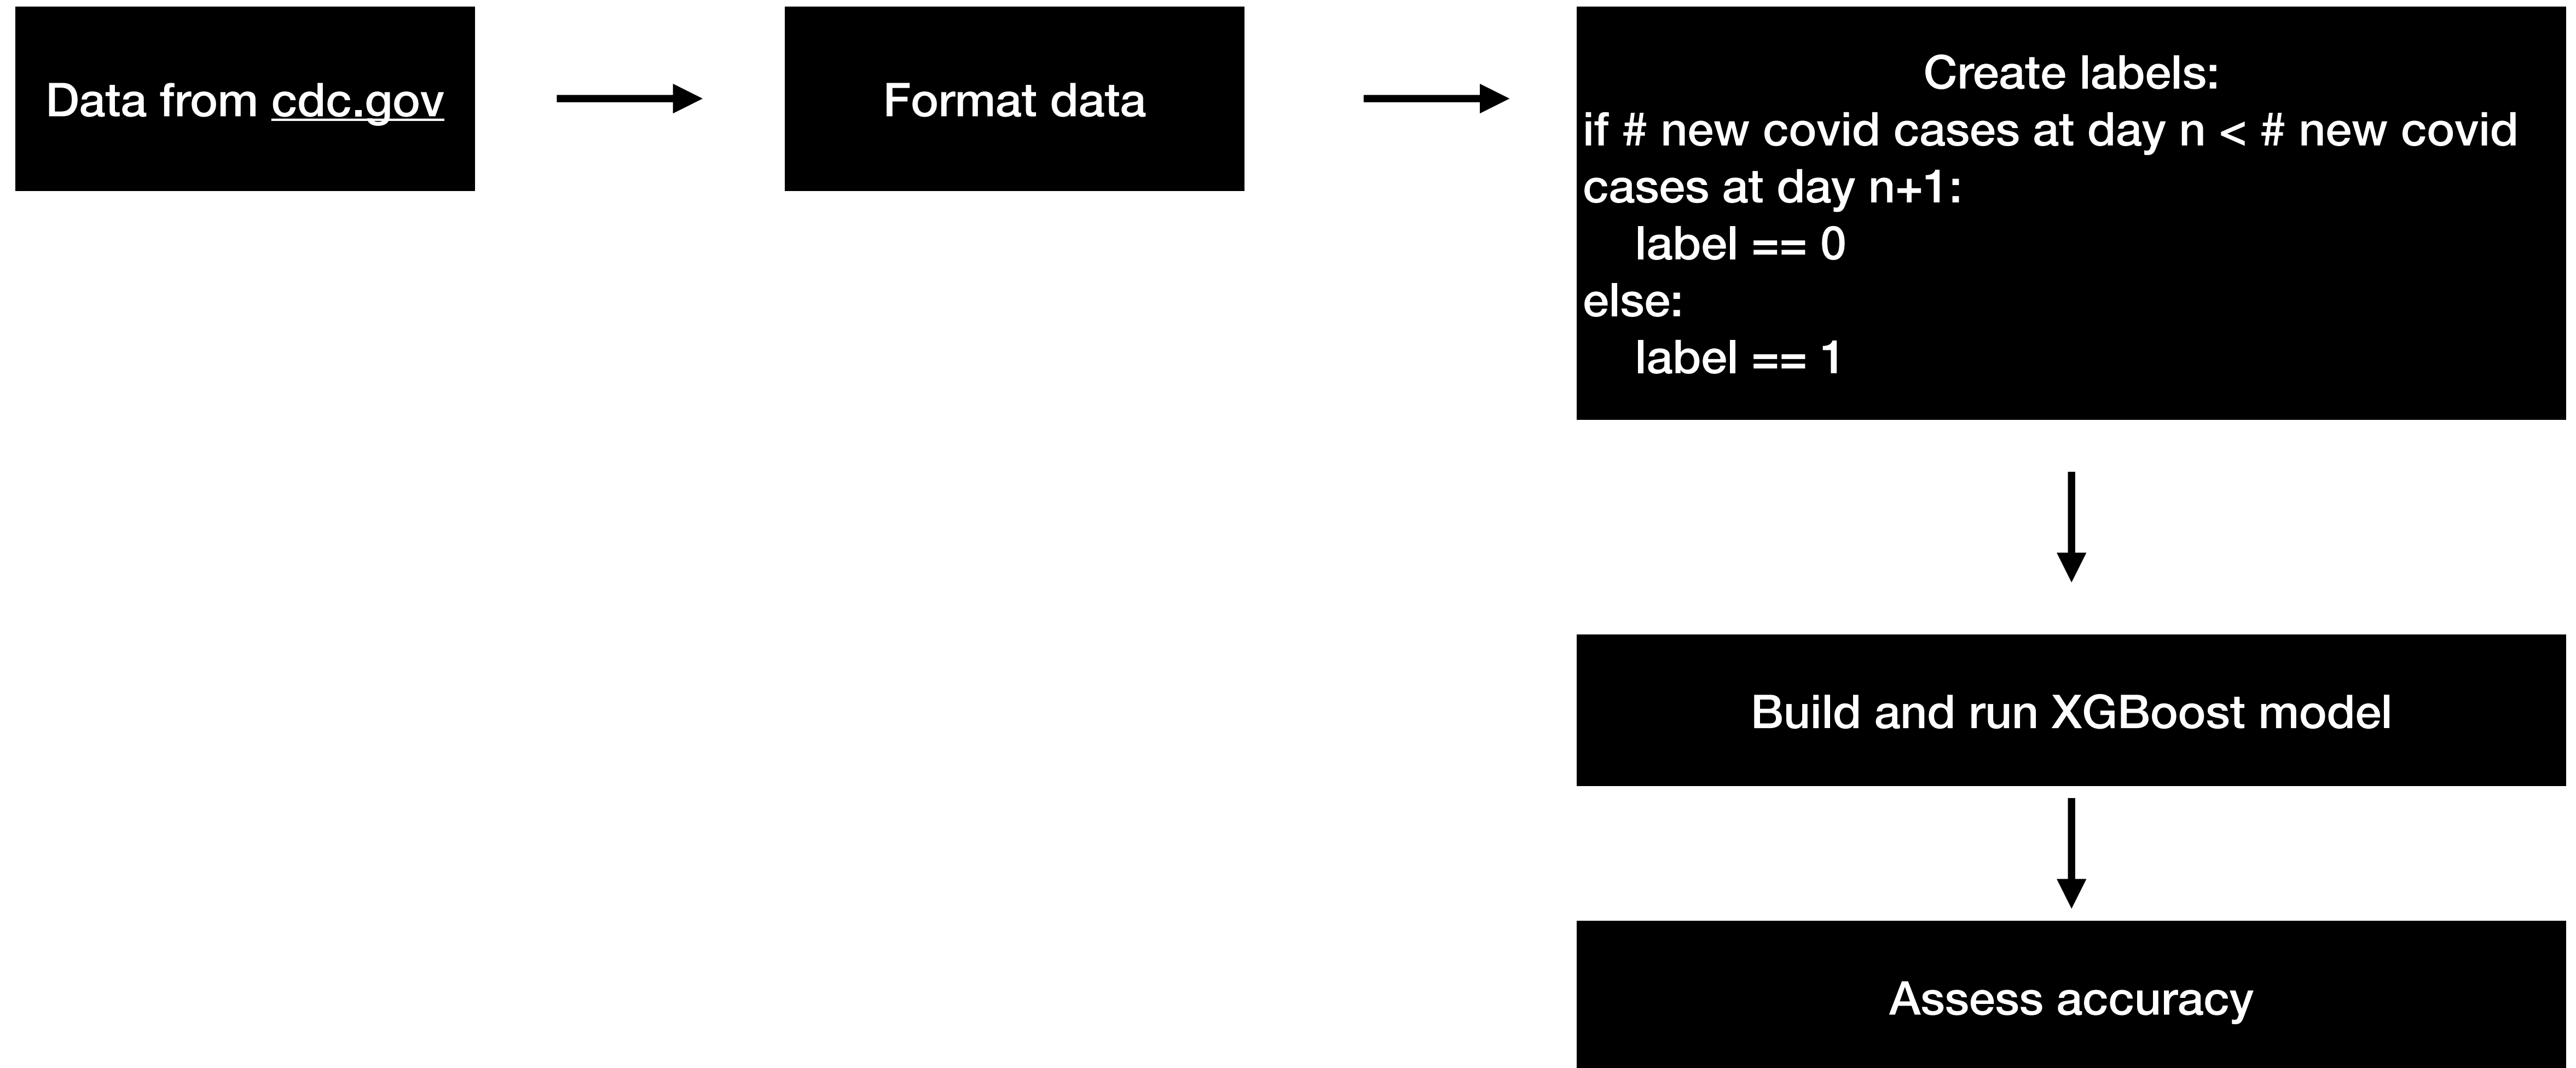 Data from cdc.gov
Format data
Create labels:
if # new covid cases at day n < # new covid
cases at day n+1:
label == 0
else:
label == 1
Build and run XGBoost model
Assess accuracy